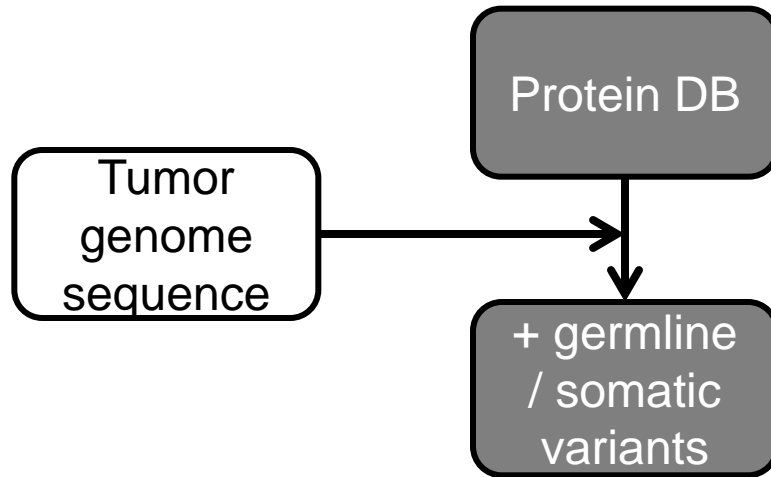 Protein DB
Tumor
genome
sequence
+ germline
/ somatic
variants